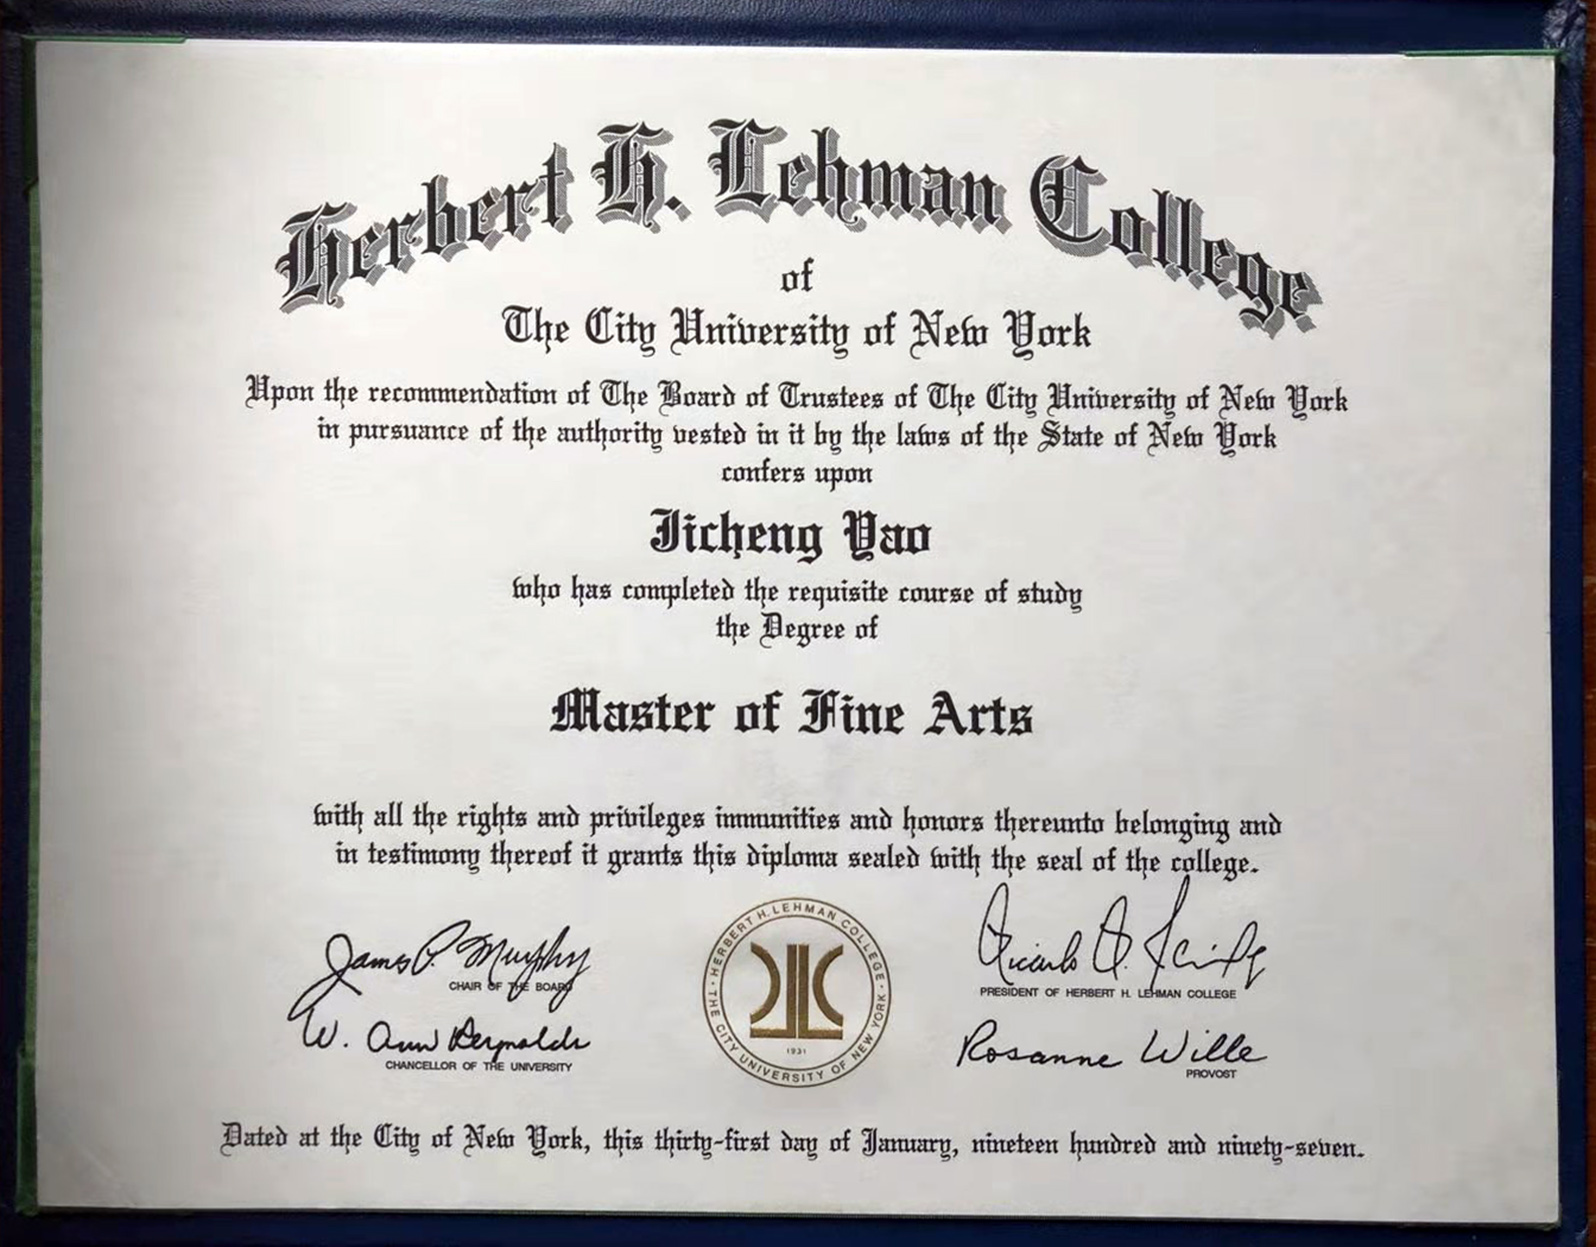 Herbert H. Lehman College
of
The City University of New York
Upon the recommendation of The Board of Trustees of The City University of New York
in pursuance of the authority vested in it by the laws of the State of New York
confers upon
Jicheng Yao
who has completed the requisite course of study
the Degree of
Master of Fine Arts
with all the rights and privileges immunities and honors thereunto belonging and
in testimony thereof it grants this diploma sealed with the seal of the college.
James P. Murphy
CHAIR OF THE BOARD
W. Ann Reynolds
CHANCELLOR OF THE UNIVERSITY
HERBERT H. LEHMAN COLLEGE · THE CITY UNIVERSITY OF NEW YORK ·
1931
Ricardo R.
PRESIDENT OF HERBERT H. LEHMAN COLLEGE
Rosanne Wille
PROVOST
Dated at the City of New York, this thirty-first day of January, nineteen hundred and ninety-seven.